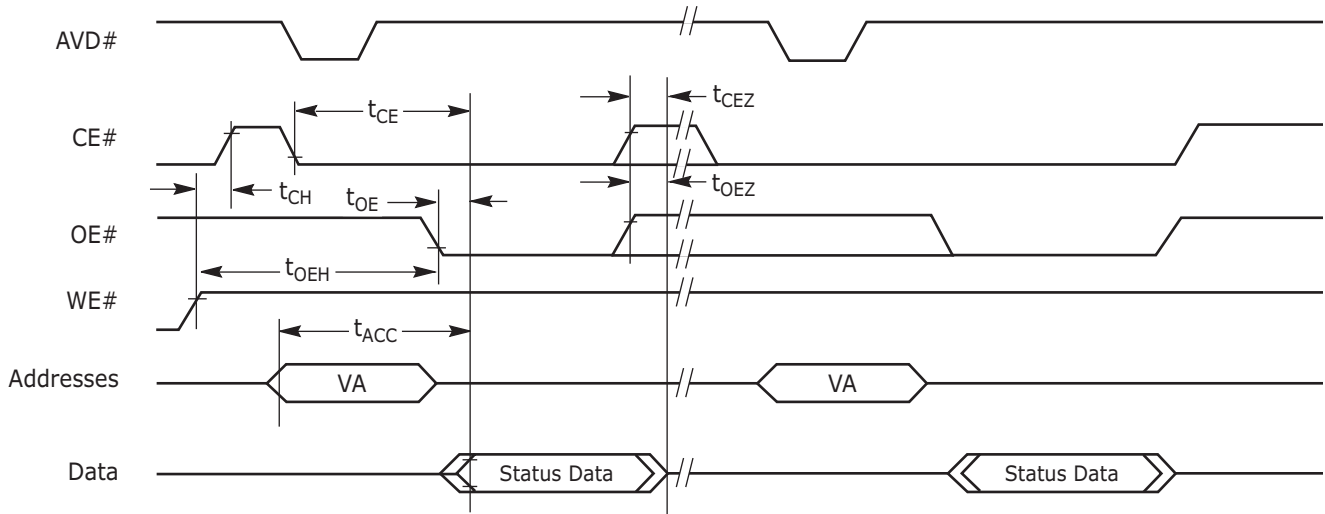 AVD#
tCEZ
tCE
CE#
tCH
tOE
tOEZ
OE#
tOEH
WE#
tACC
Addresses
VA
VA
Data
Status Data
Status Data